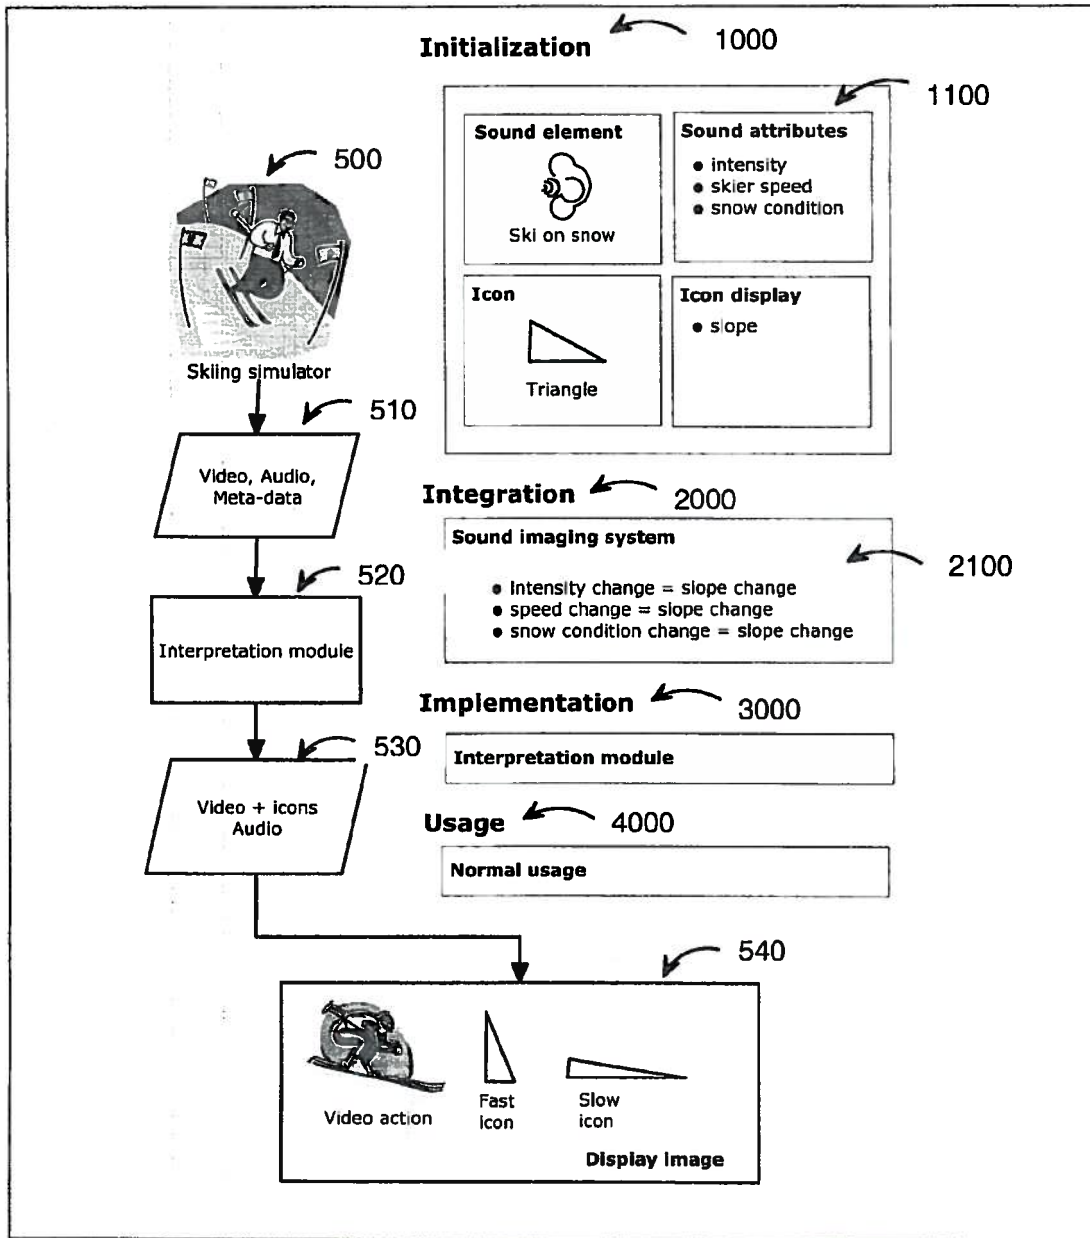 Initialization
1000
1100
Sound element
Ski on snow
Sound attributes
• intensity
• skier speed
• snow condition
Icon
Triangle
Icon display
• slope
500
Skiing simulator
510
Video, Audio,
Meta-data
Integration
2000
Sound imaging system
2100
• Intensity change = slope change
• speed change = slope change
• snow condition change = slope change
520
Interpretation module
Implementation
3000
Interpretation module
530
Video + icons
Audio
Usage
4000
Normal usage
540
Video action
Fast
icon
Slow
icon
Display image